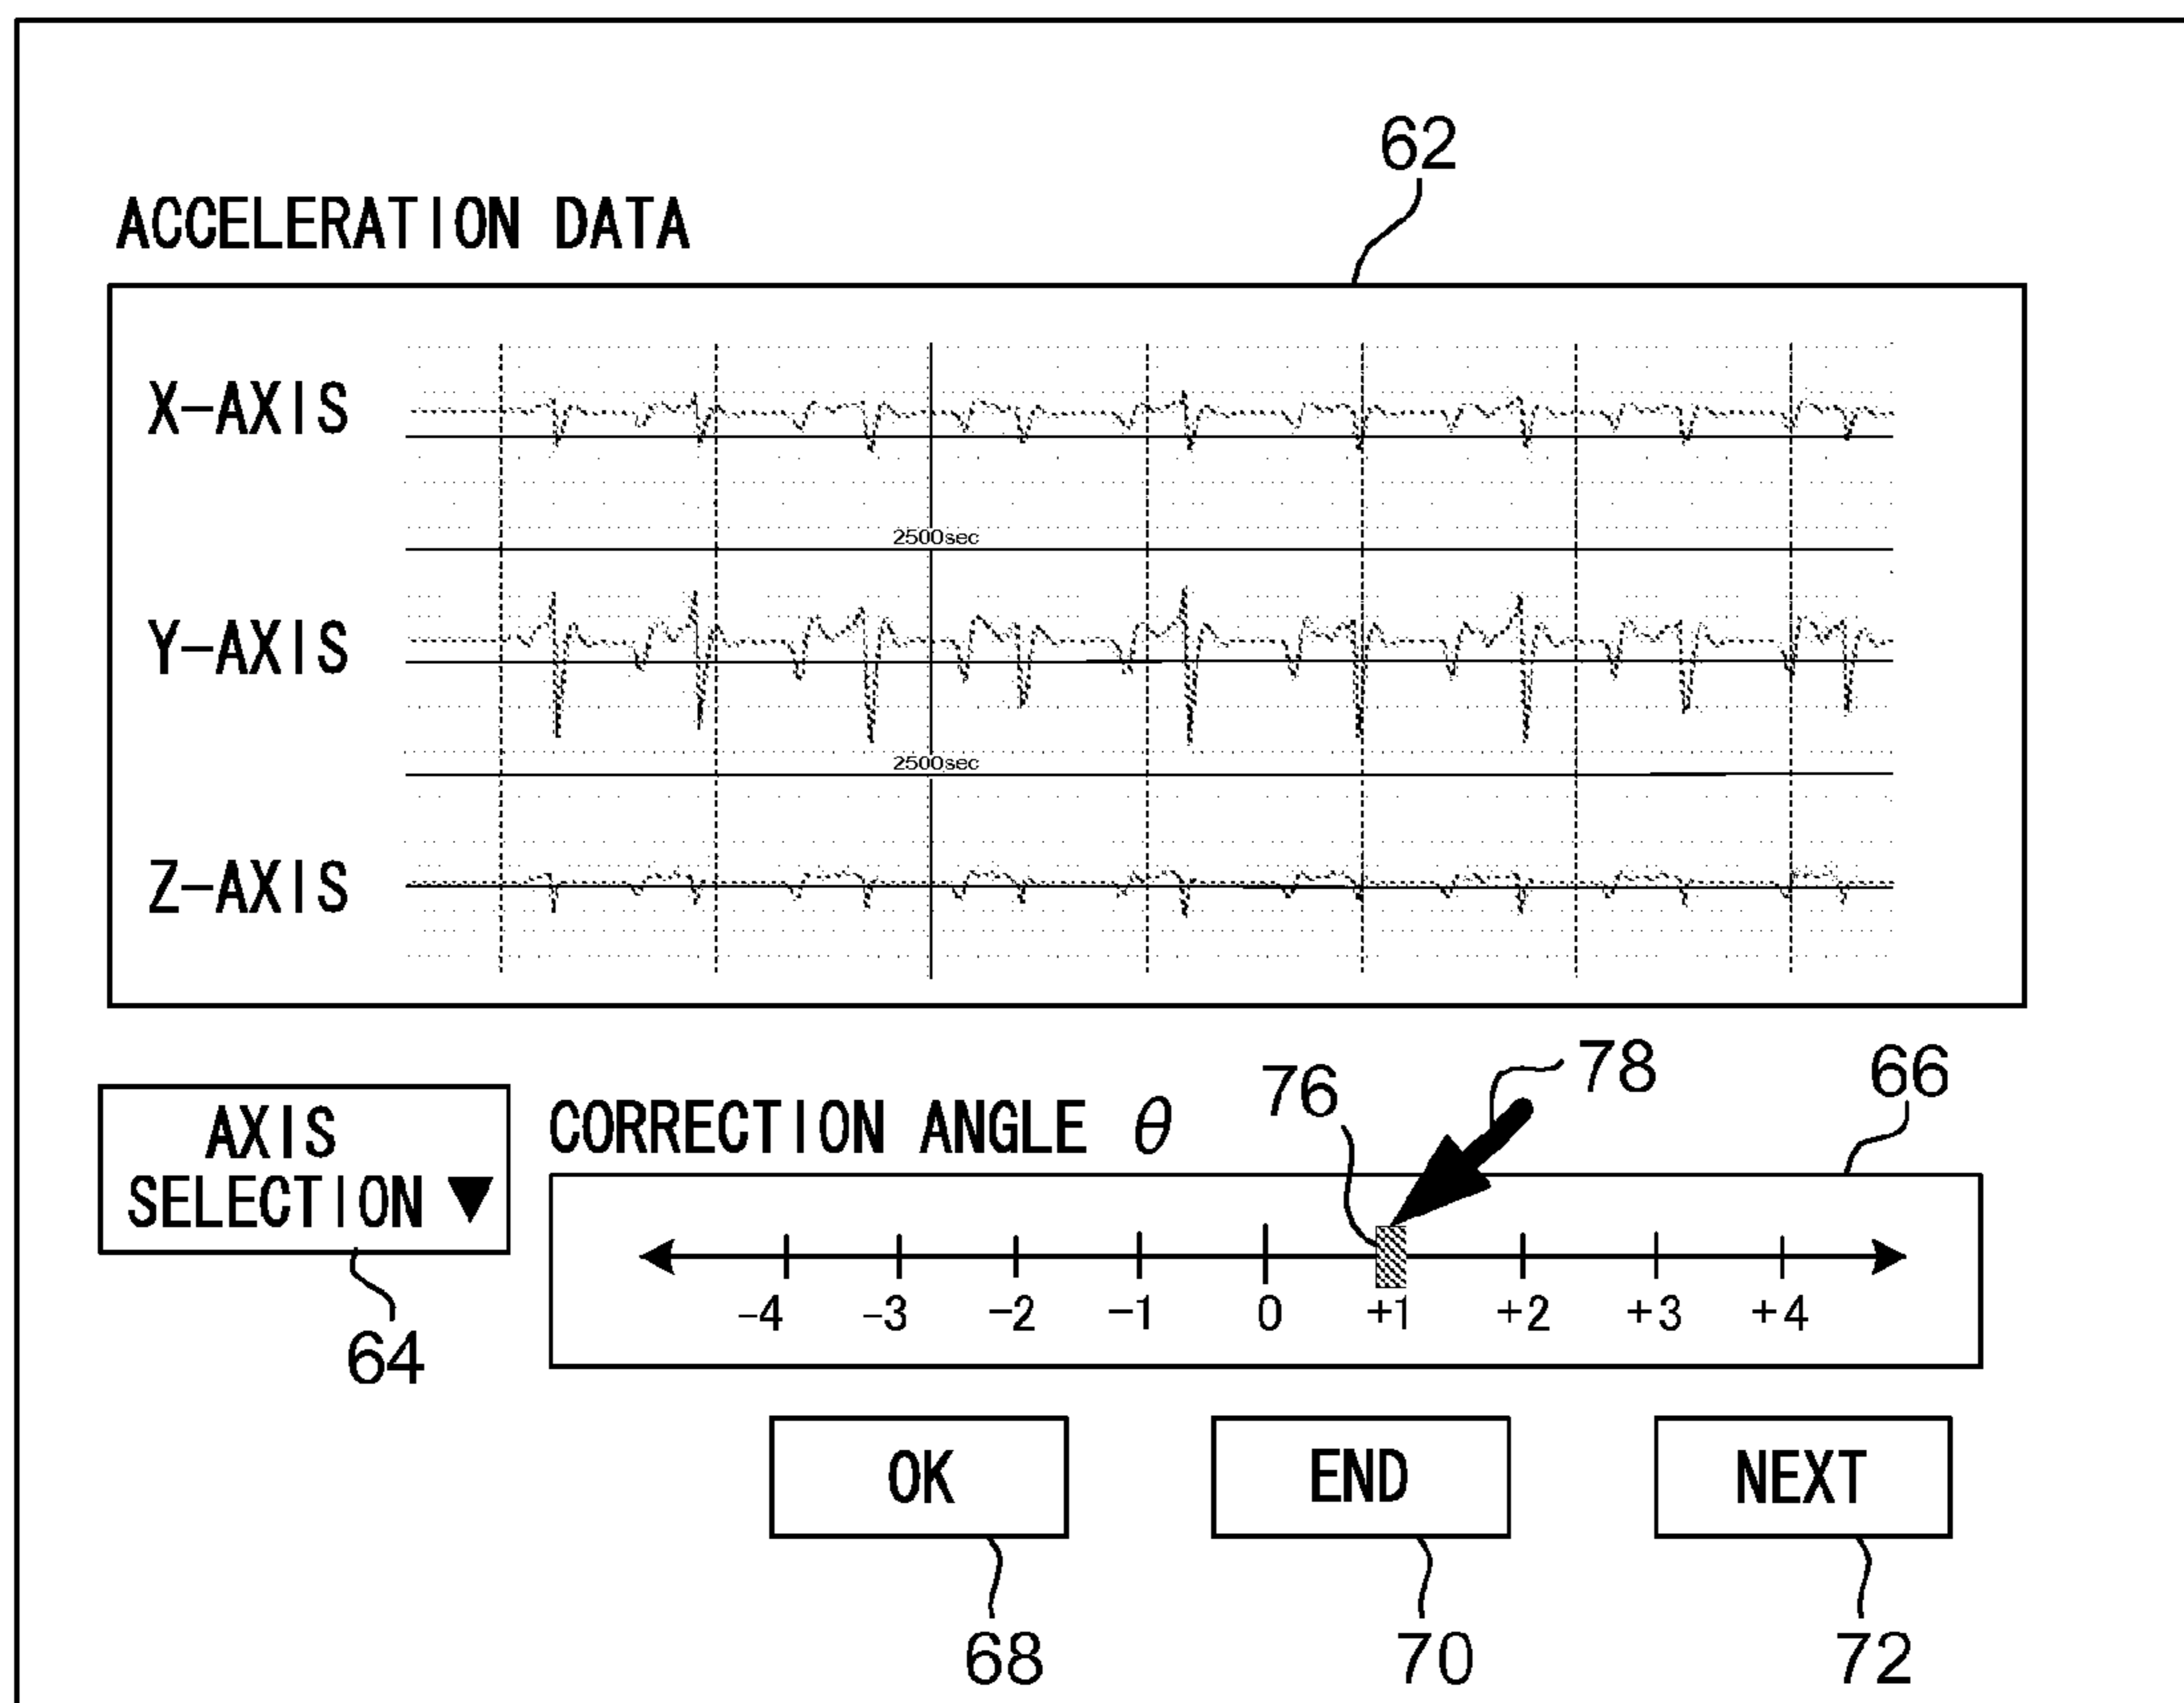 62
ACCELERATION DATA
X-AXIS
2500sec
Y-AXIS
2500sec
Z-AXIS
78
66
76
AXIS
SELECTION ▼
CORRECTION ANGLE θ
-4 -3 -2 -1 0 +1 +2 +3 +4
64
OK END NEXT
68 70 72